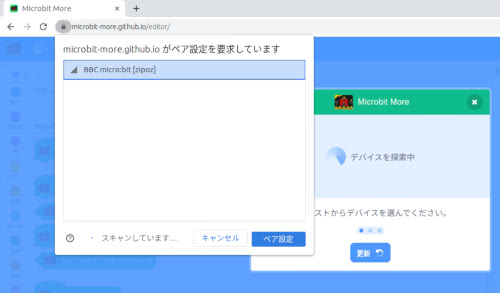 Microbit More
microbit-more.github.io/editor/
microbit-more.github.io がペア設定を要求しています
BBC micro:bit [zipoz]
Microbit More
デバイスを探索中
ストからデバイスを選んでください。
スキャンしています…
キャンセル
ペア設定
更新